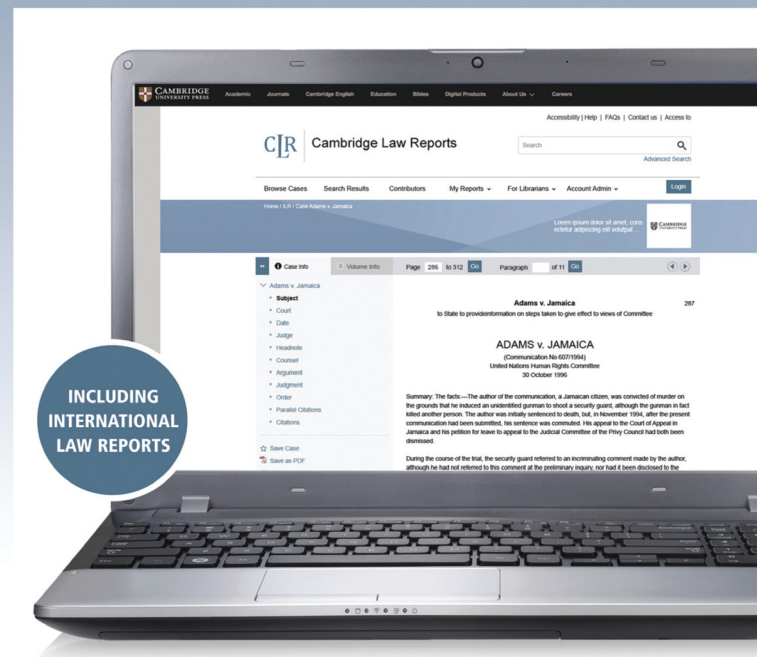 CAMBRIDGE
UNIVERSITY PRESS
Academic Journals Cambridge English Education Bibles Digital Products About Us Careers
Accessibility | Help | FAQs | Contact us | Access to
CLR Cambridge Law Reports
Search
Advanced Search
Browse Cases Search Results Contributors My Reports For Librarians Account Admin Login
Home / ILR / Case Adams v. Jamaica
Lorem ipsum dolor sit amet, cons
ectetur adipiscing elit volutpat ...
CAMBRIDGE
UNIVERSITY PRESS
Case Info Volume Info Page 286 to 312 Go Paragraph of 11 Go
Adams v. Jamaica
Subject
Court
Date
Judge
Headnote
Counsel
Argument
Judgment
Order
Parallel Citations
Citations
Save Case
Save as PDF
Adams v. Jamaica 287
to State to provideinformation on steps taken to give effect to views of Committee
ADAMS v. JAMAICA
(Communication No 607/1994)
United Nations Human Rights Committee
30 October 1996
Summary: The facts:—The author of the communication, a Jamaican citizen, was convicted of murder on
the grounds that he induced an unidentified gunman to shoot a security guard, although the gunman in fact
killed another person. The author was initially sentenced to death, but, in November 1994, after the present
communication had been submitted, his sentence was commuted. His appeal to the Court of Appeal in
Jamaica and his petition for leave to appeal to the Judicial Committee of the Privy Council had both been
dismissed.
During the course of the trial, the security guard referred to an incriminating comment made by the author,
although he had not referred to this comment at the preliminary inquiry, nor had it been disclosed to the
INCLUDING
INTERNATIONAL
LAW REPORTS